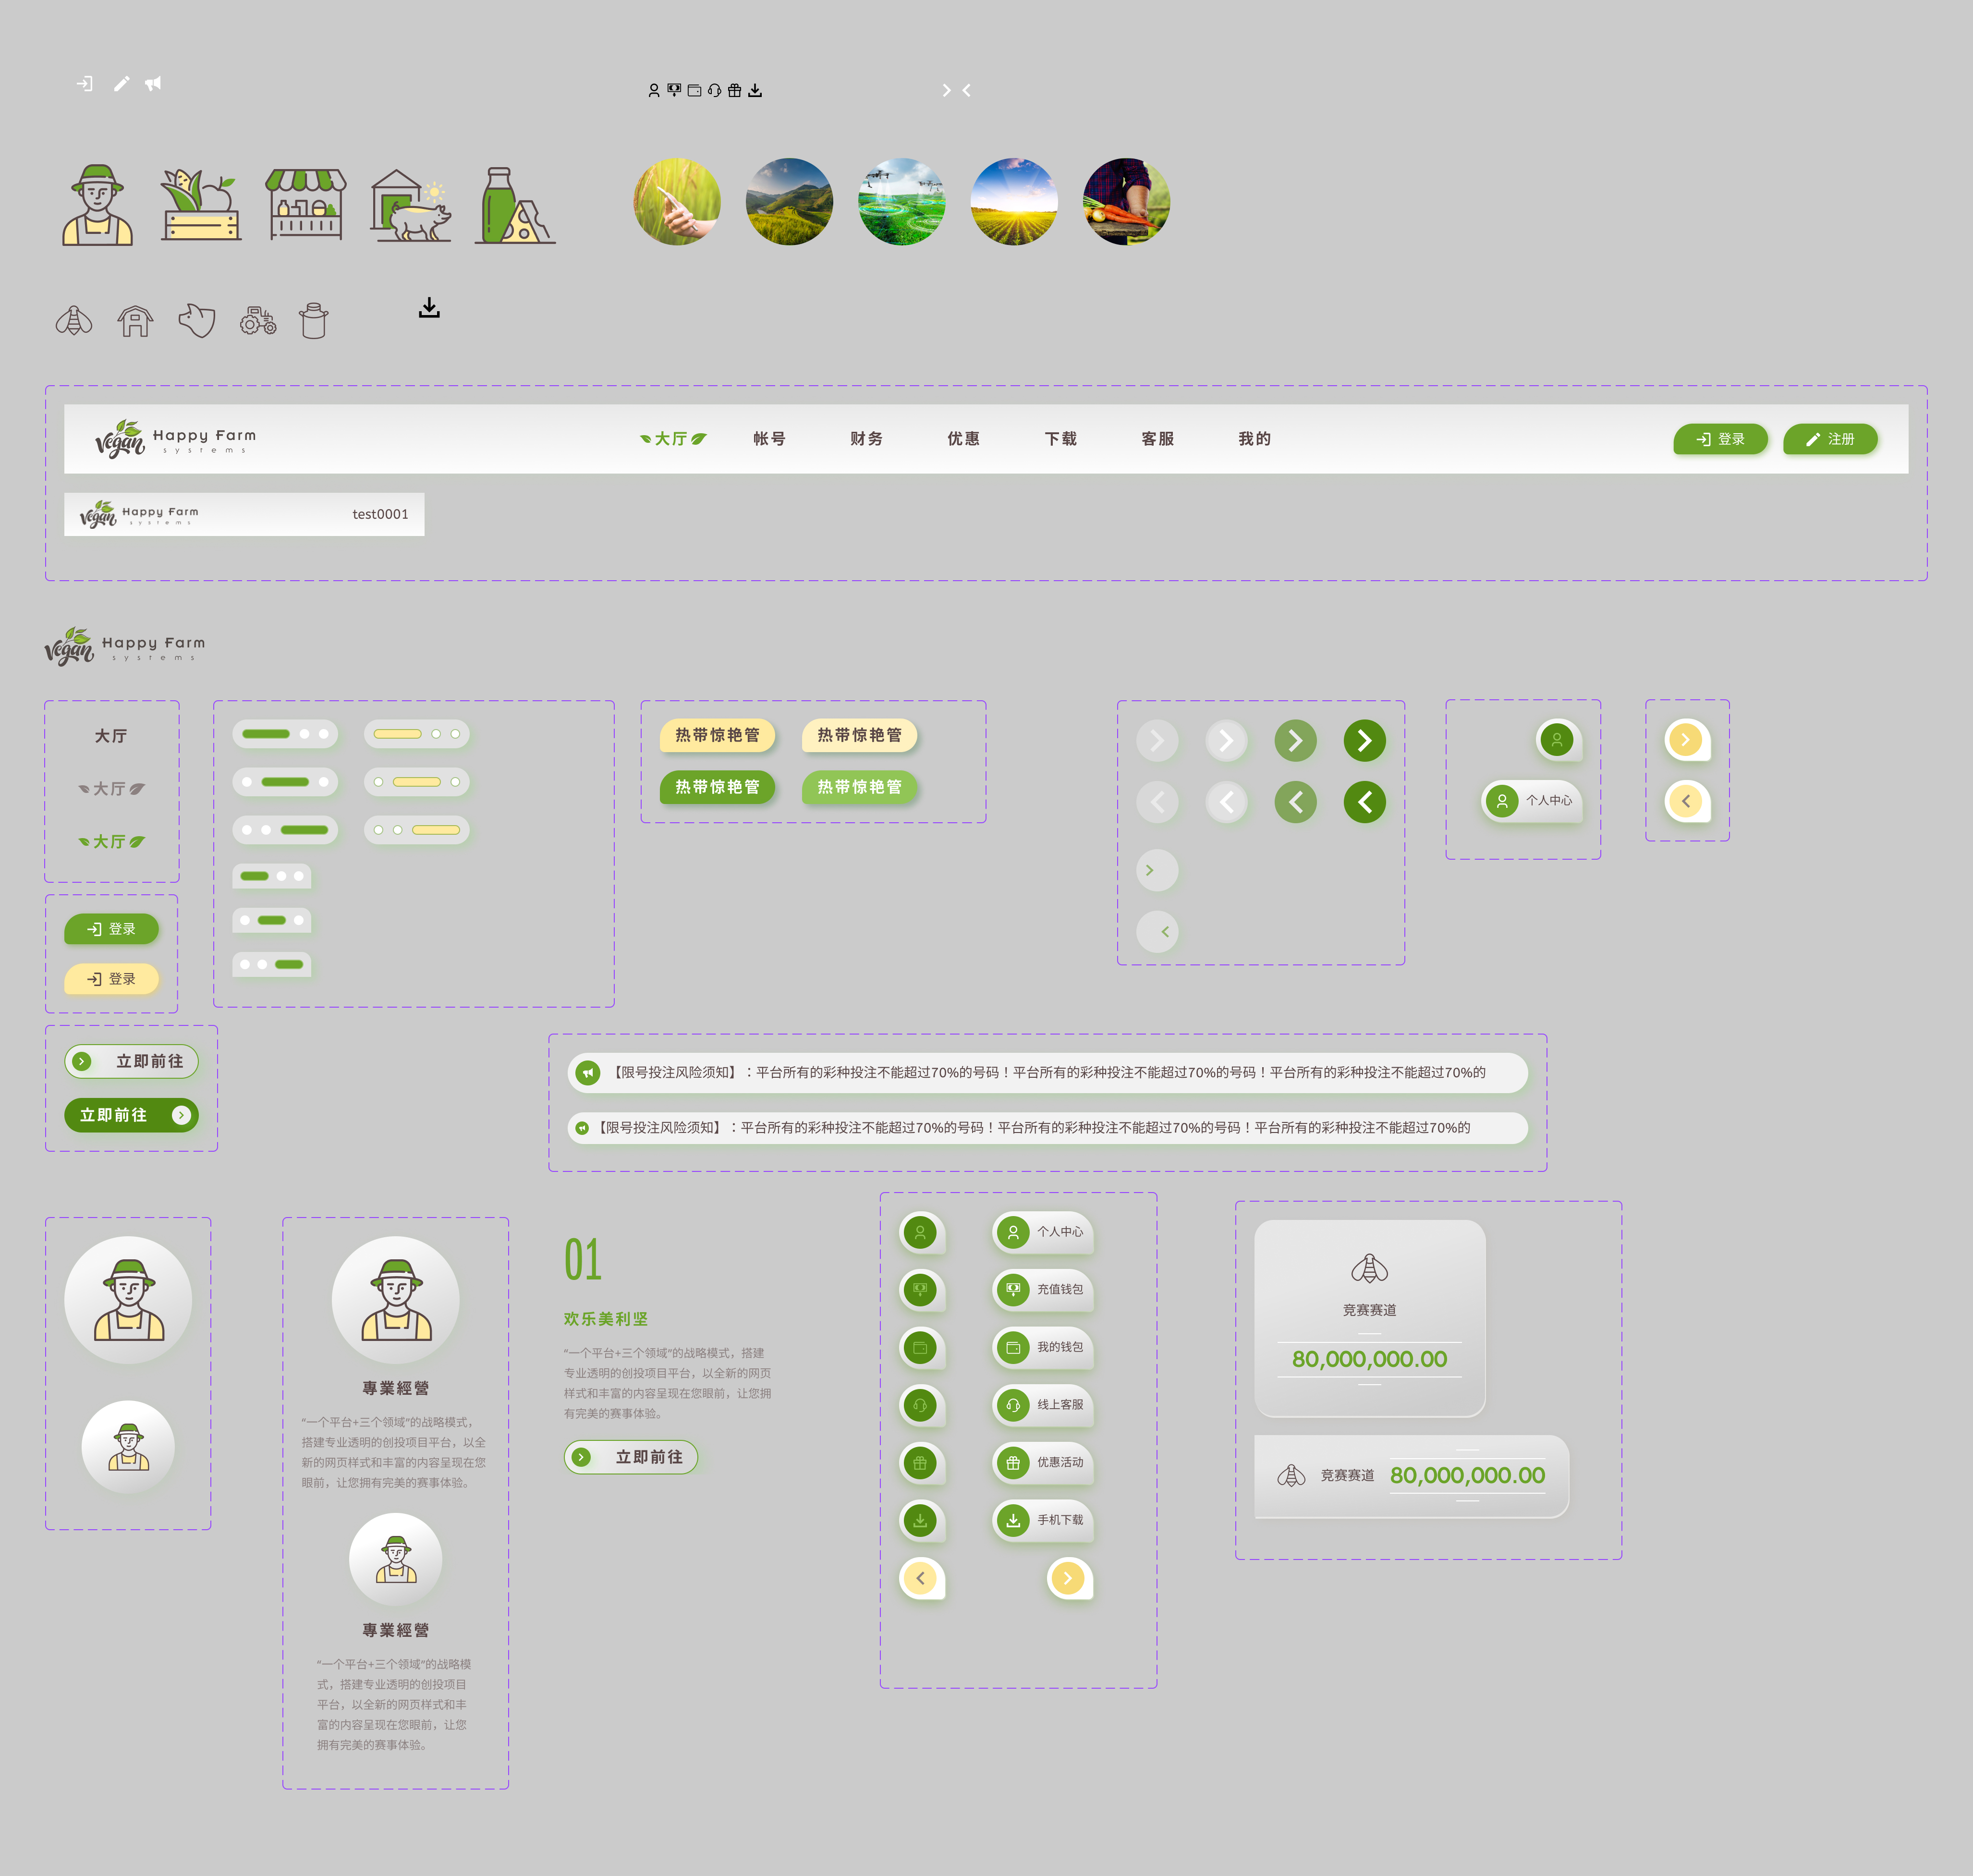 Vegan Happy Farm
systems
大厅 帐号 财务 优惠 下载 客服 我的
登录 注册
Vegan Happy Farm
systems
test0001
Vegan Happy Farm
systems
大厅
大厅
大厅
登录
登录
立即前往
立即前往
热带惊艳管 热带惊艳管
热带惊艳管 热带惊艳管
个人中心
【限号投注风险须知】：平台所有的彩种投注不能超过70%的号码！平台所有的彩种投注不能超过70%的号码！平台所有的彩种投注不能超过70%的
【限号投注风险须知】：平台所有的彩种投注不能超过70%的号码！平台所有的彩种投注不能超过70%的号码！平台所有的彩种投注不能超过70%的
專業經營
“一个平台+三个领域”的战略模式，
搭建专业透明的创投项目平台，以全
新的网页样式和丰富的内容呈现在您
眼前，让您拥有完美的赛事体验。
專業經營
“一个平台+三个领域”的战略模
式，搭建专业透明的创投项目
平台，以全新的网页样式和丰
富的内容呈现在您眼前，让您
拥有完美的赛事体验。
01
欢乐美利坚
“一个平台+三个领域”的战略模式，搭建
专业透明的创投项目平台，以全新的网页
样式和丰富的内容呈现在您眼前，让您拥
有完美的赛事体验。
立即前往
个人中心
充值钱包
我的钱包
线上客服
优惠活动
手机下载
竞赛赛道
80,000,000.00
竞赛赛道 80,000,000.00